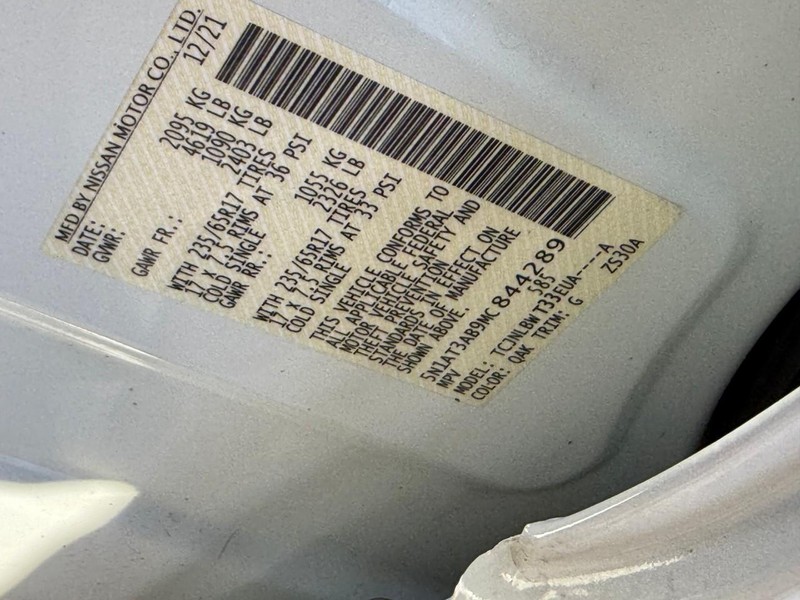 MFD BY NISSAN MOTOR CO., LTD.
DATE: 12/21
GVWR: 2095 KG
4619 LB
GAWR FR.: 1090 KG
2403 LB
WITH 235/65R17 TIRES
17 X 7.5 RIMS AT 36 PSI
COLD SINGLE
GAWR RR.: 1055 KG
2326 LB
WITH 235/65R17 TIRES
17 X 7.5 RIMS AT 33 PSI
COLD SINGLE
THIS VEHICLE CONFORMS TO
ALL APPLICABLE FEDERAL
MOTOR VEHICLE SAFETY AND
THEFT PREVENTION
STANDARDS IN EFFECT ON
THE DATE OF MANUFACTURE
SHOWN ABOVE.
5N1AT3AB9MC844289
MPV 585
MODEL: TCJNLBW T33EUA----A
COLOR: QAK TRIM: G ZS30A